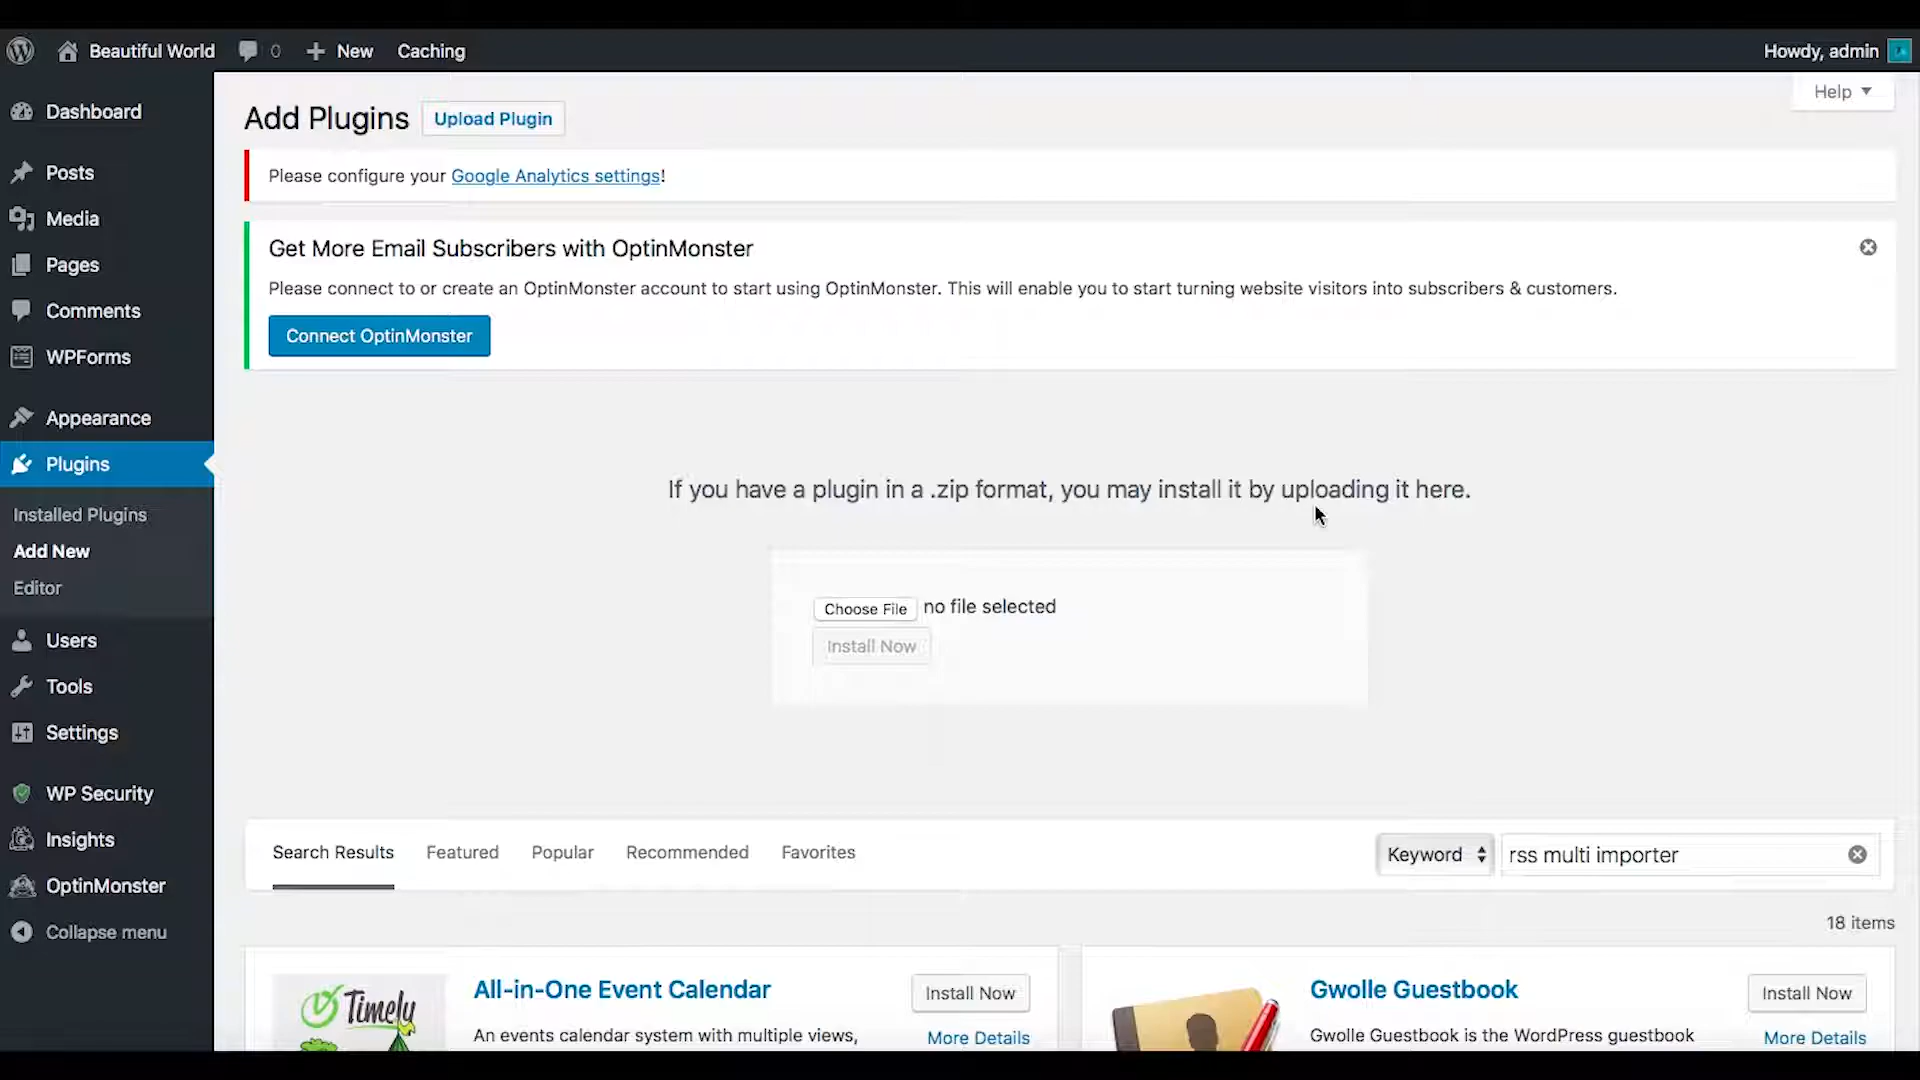 Beautiful World 0 New Caching Howdy, admin
Help
Dashboard
Posts
Media
Pages
Comments
WPForms
Appearance
Plugins
Installed Plugins
Add New
Editor
Users
Tools
Settings
WP Security
Insights
OptinMonster
Collapse menu
Add Plugins Upload Plugin
Please configure your Google Analytics settings!
Get More Email Subscribers with OptinMonster
Please connect to or create an OptinMonster account to start using OptinMonster. This will enable you to start turning website visitors into subscribers & customers.
Connect OptinMonster
If you have a plugin in a .zip format, you may install it by uploading it here.
Choose File no file selected
Install Now
Search Results Featured Popular Recommended Favorites Keyword rss multi importer
18 items
Timely
All-in-One Event Calendar Install Now
An events calendar system with multiple views, More Details
Gwolle Guestbook Install Now
Gwolle Guestbook is the WordPress guestbook More Details